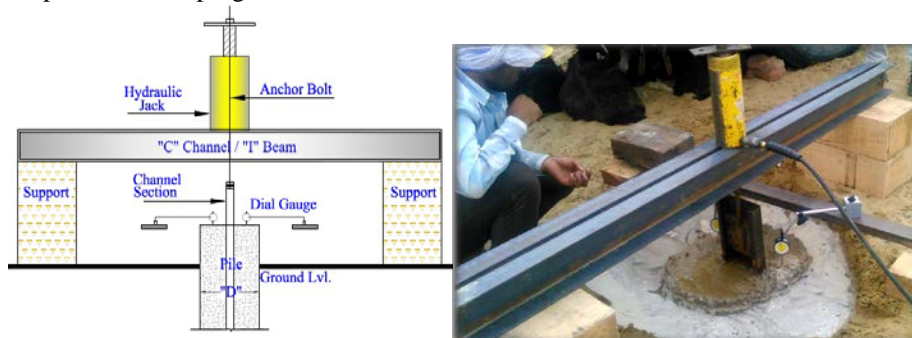 Hydraulic
Jack
Anchor Bolt
"C" Channel / "I" Beam
Support
Channel
Section
Support
Dial Gauge
Pile
"D"
Ground Lvl.